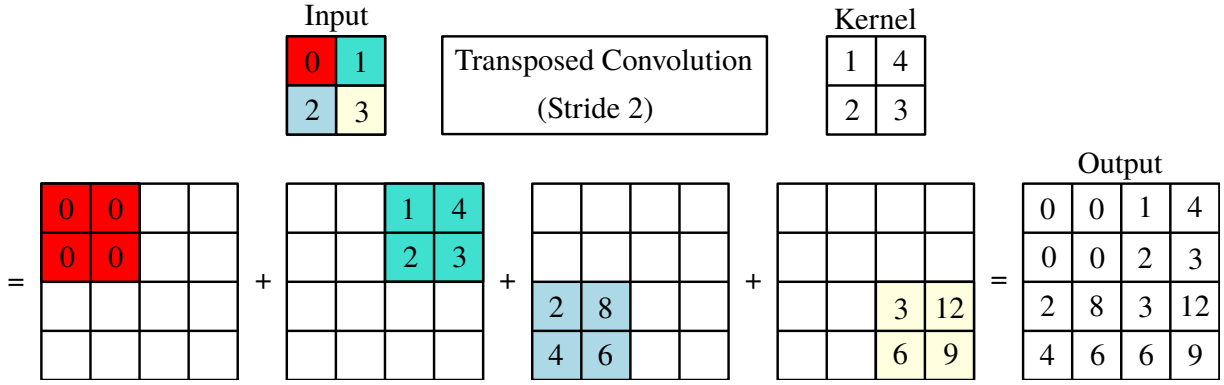 Input
Kernel
0 1
2 3
Transposed Convolution
(Stride 2)
1 4
2 3
Output
0 0
0 0
1 4
2 3
2 8
4 6
3 12
6 9
0 0 1 4
0 0 2 3
2 8 3 12
4 6 6 9
= + + + =